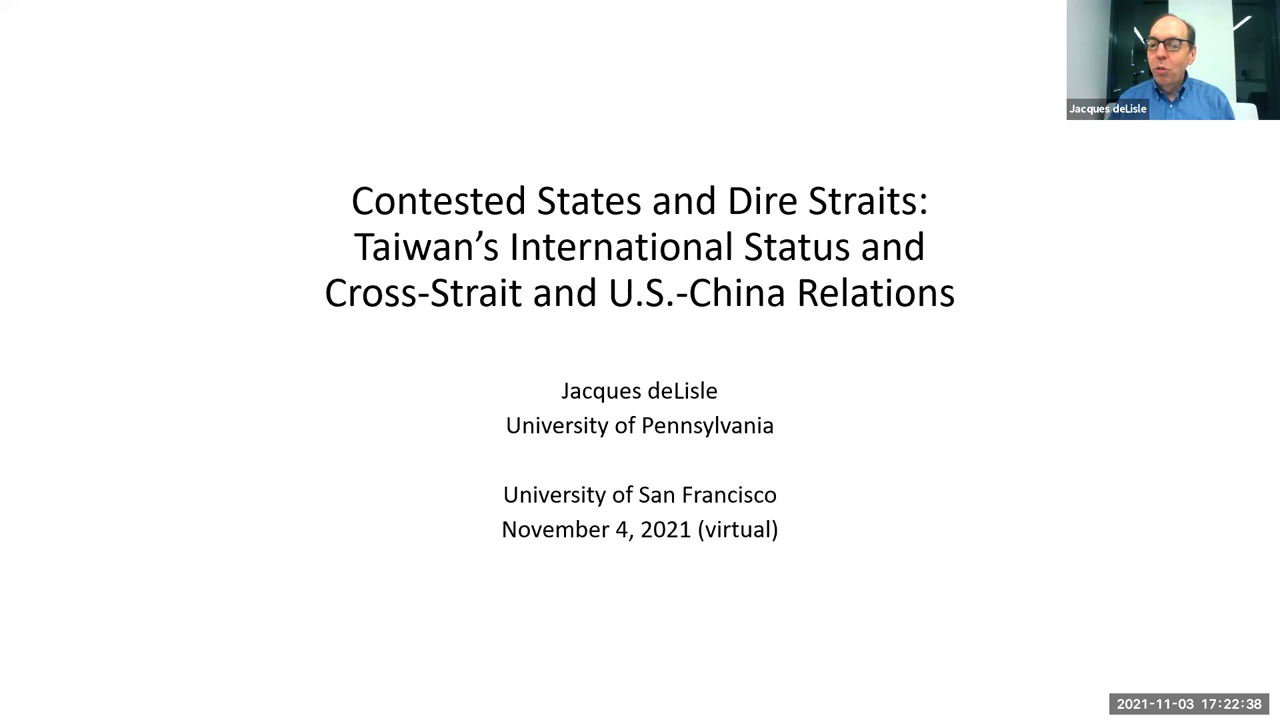 Jacques deLisle
Contested States and Dire Straits:
Taiwan’s International Status and
Cross-Strait and U.S.-China Relations
Jacques deLisle
University of Pennsylvania
University of San Francisco
November 4, 2021 (virtual)
2021-11-03 17:22:38